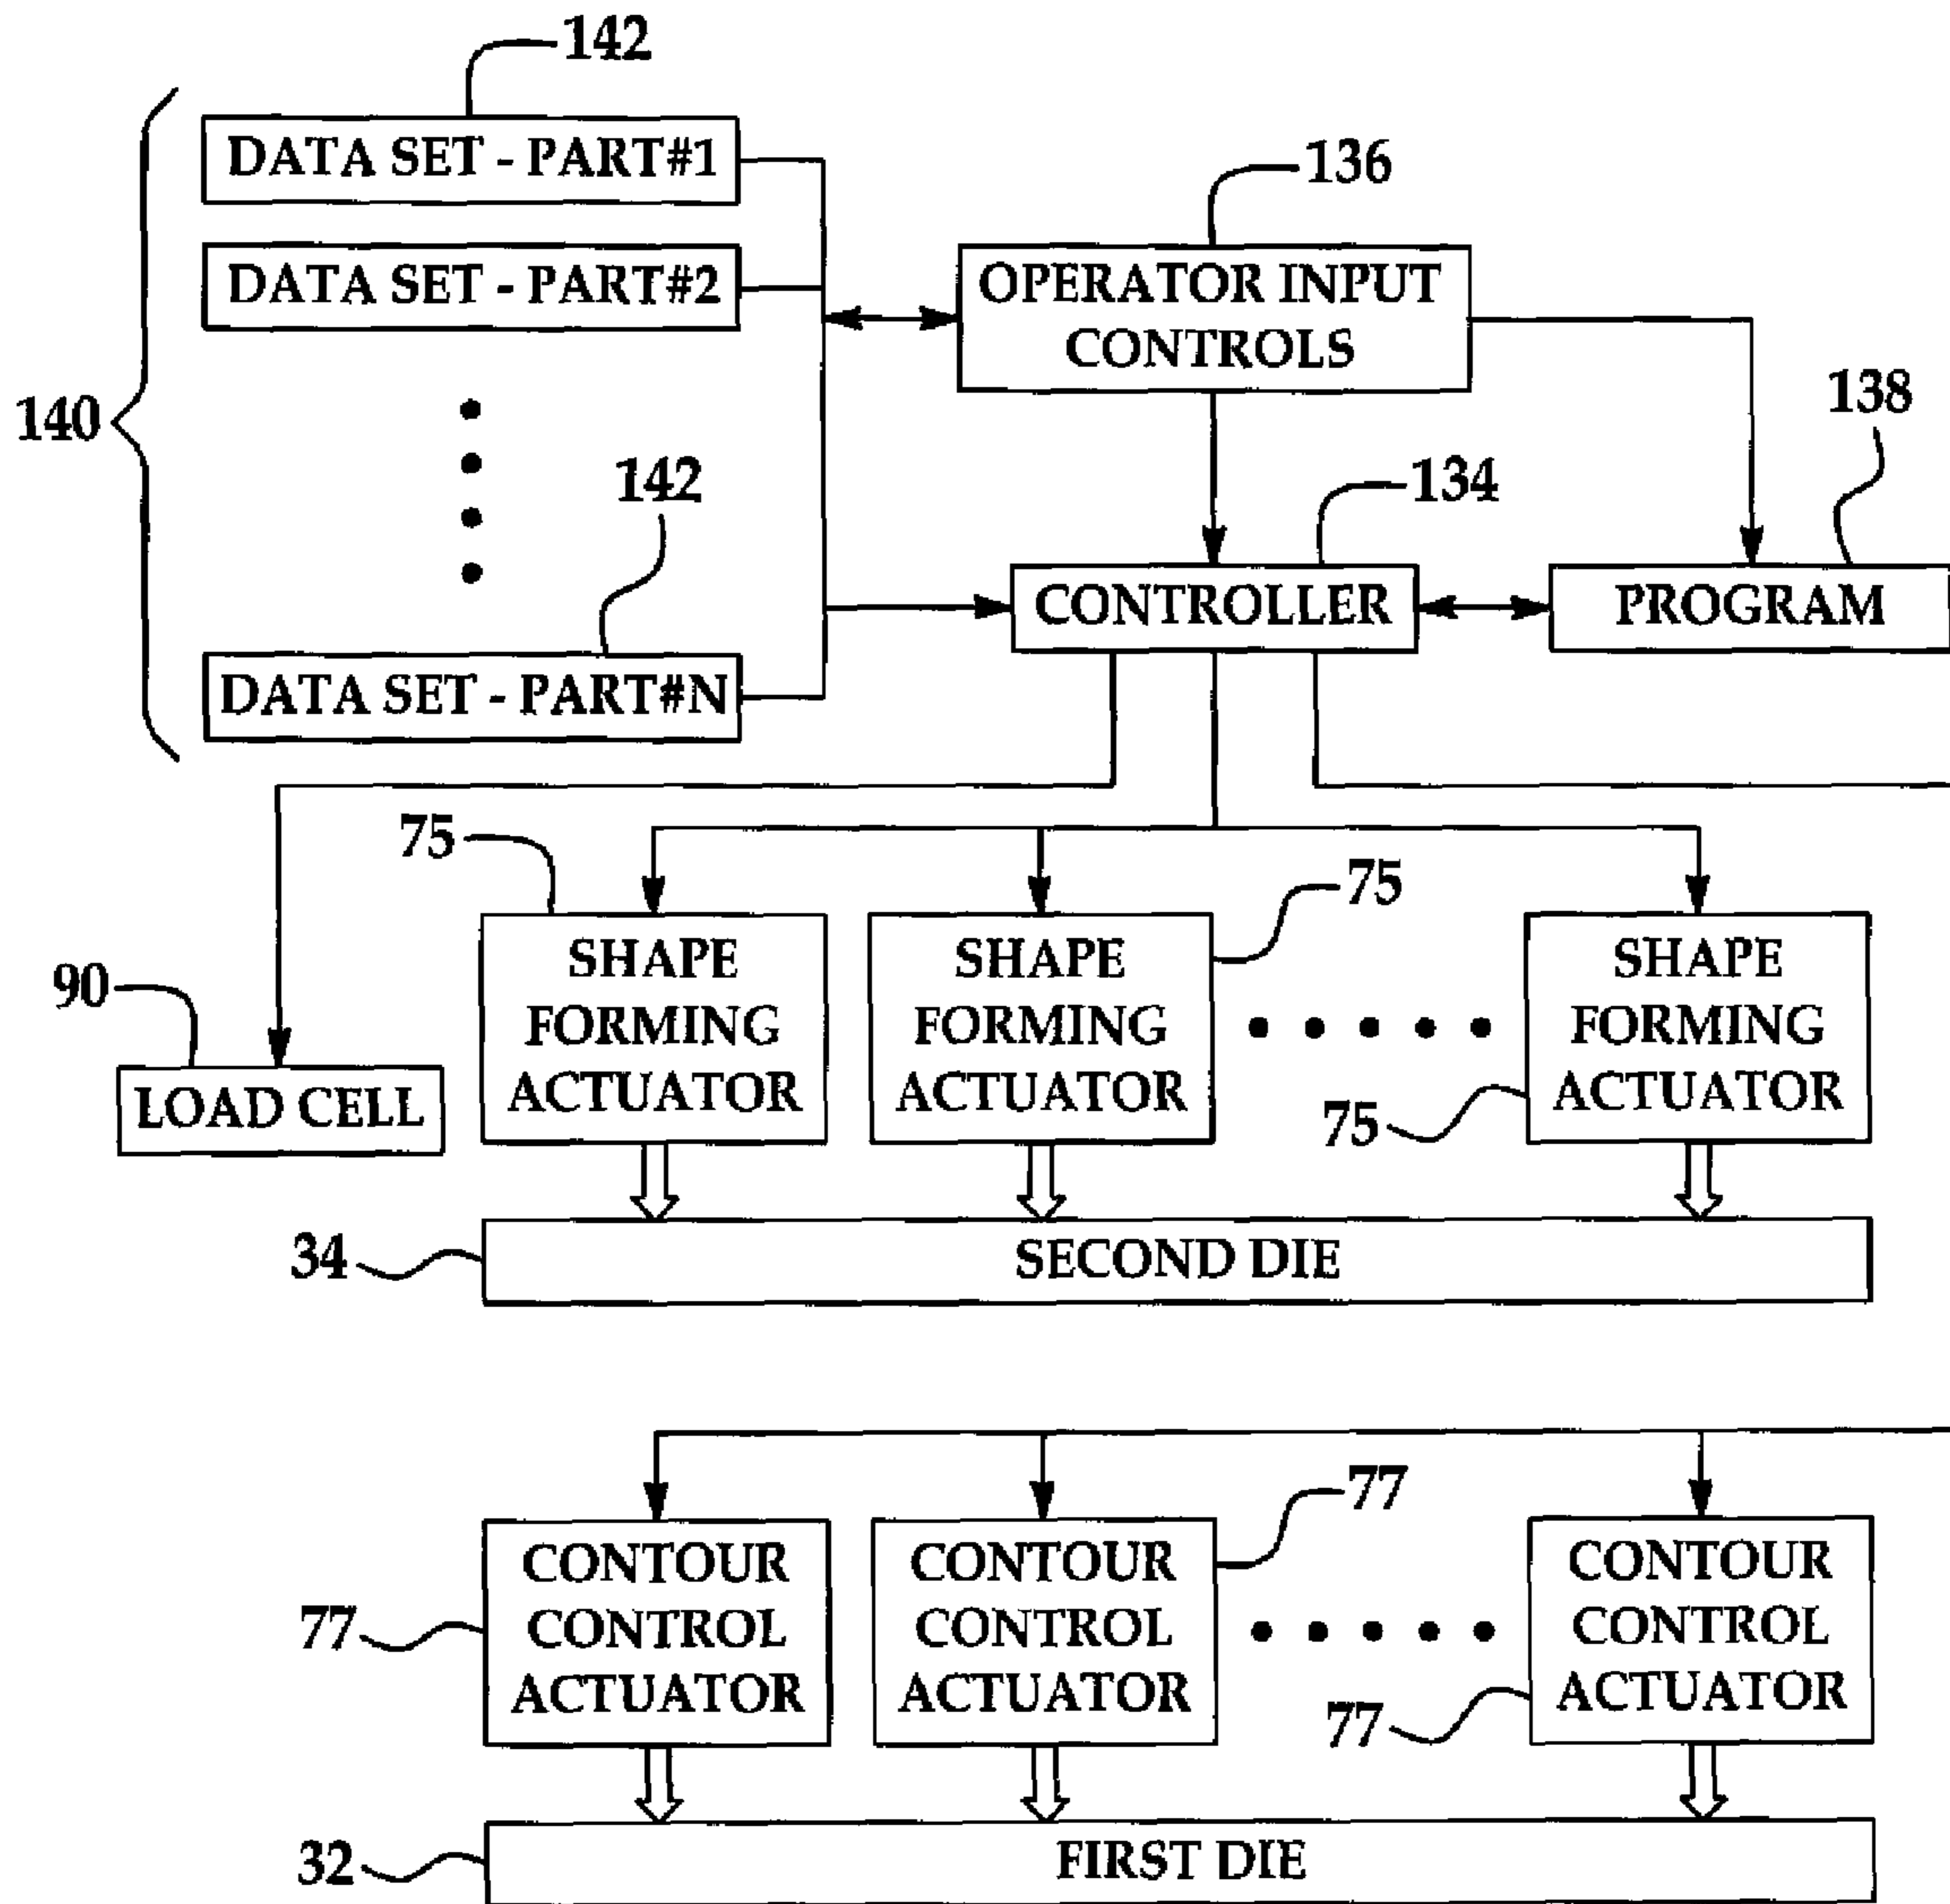 142
DATA SET - PART#1
136
DATA SET - PART#2
OPERATOR INPUT
CONTROLS
138
140
142
134
CONTROLLER
PROGRAM
DATA SET - PART#N
75
75
SHAPE
FORMING
ACTUATOR
SHAPE
FORMING
ACTUATOR
SHAPE
FORMING
ACTUATOR
90
LOAD CELL
75
34
SECOND DIE
77
CONTOUR
CONTROL
ACTUATOR
CONTOUR
CONTROL
ACTUATOR
CONTOUR
CONTROL
ACTUATOR
77
77
32
FIRST DIE